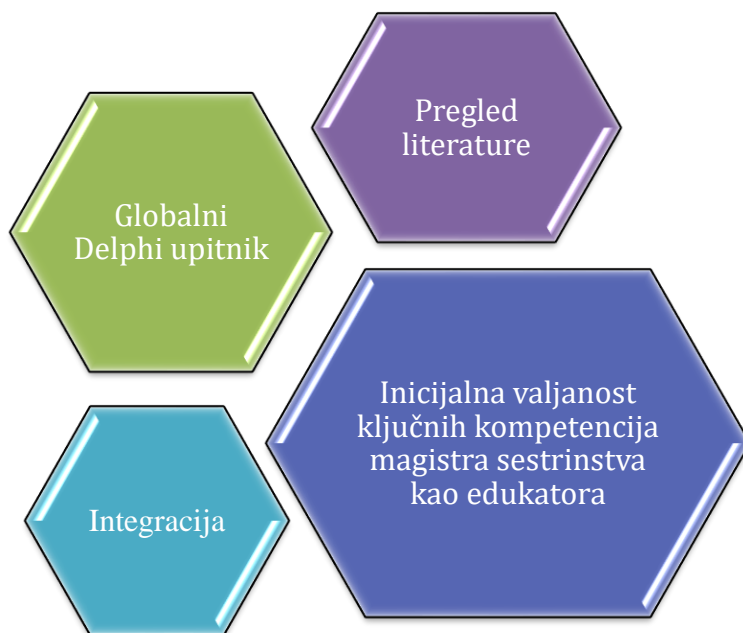 Pregled
literature
Globalni
Delphi upitnik
Inicijalna valjanost
ključnih kompetencija
magistra sestrinstva
kao edukatora
Integracija